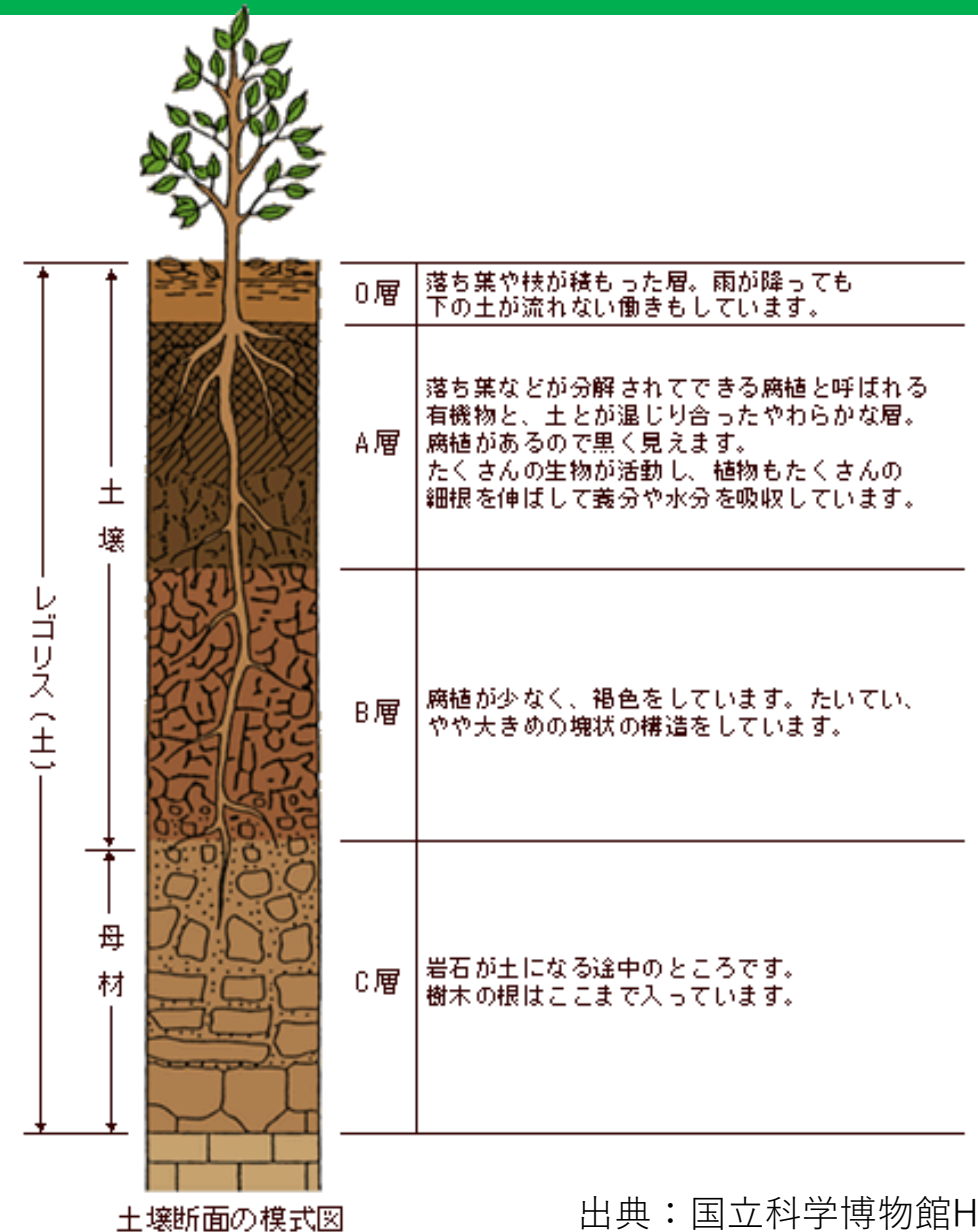 レゴリス(土)
土壌
母材
O層
落ち葉や枝が積もった層。雨が降っても
下の土が流れない働きもしています。
A層
落ち葉などが分解されてできる腐植と呼ばれる
有機物と、土とが混じり合ったやわらかな層。
腐植があるので黒く見えます。
たくさんの生物が活動し、植物もたくさんの
細根を伸ばして養分や水分を吸収しています。
B層
腐植が少なく、褐色をしています。たいてい、
やや大きめの塊状の構造をしています。
C層
岩石が土になる途中のところです。
樹木の根はここまで入っています。
土壌断面の模式図
出典：国立科学博物館H